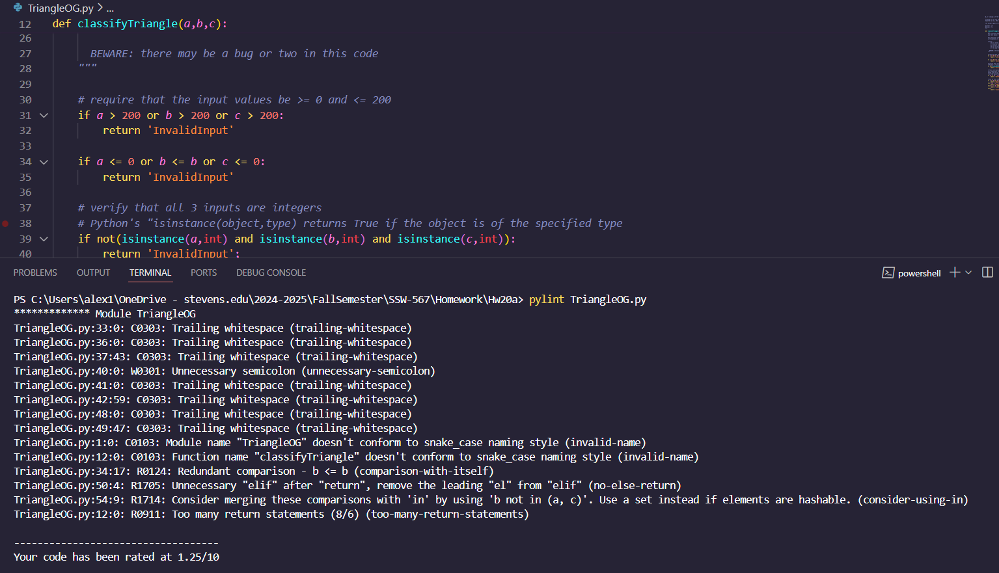 TriangleOG.py > ...
12 def classifyTriangle(a,b,c):
26
27 BEWARE: there may be a bug or two in this code
28 """
29
30 # require that the input values be >= 0 and <= 200
31 if a > 200 or b > 200 or c > 200:
32 return 'InvalidInput'
33
34 if a <= 0 or b <= b or c <= 0:
35 return 'InvalidInput'
36
37 # verify that all 3 inputs are integers
38 # Python's "isinstance(object,type) returns True if the object is of the specified type
39 if not(isinstance(a,int) and isinstance(b,int) and isinstance(c,int)):
40 return 'InvalidInput';
PROBLEMS OUTPUT TERMINAL PORTS DEBUG CONSOLE powershell
PS C:\Users\alex1\OneDrive - stevens.edu\2024-2025\FallSemester\SSW-567\Homework\Hw20a> pylint TriangleOG.py
************* Module TriangleOG
TriangleOG.py:33:0: C0303: Trailing whitespace (trailing-whitespace)
TriangleOG.py:36:0: C0303: Trailing whitespace (trailing-whitespace)
TriangleOG.py:37:43: C0303: Trailing whitespace (trailing-whitespace)
TriangleOG.py:40:0: W0301: Unnecessary semicolon (unnecessary-semicolon)
TriangleOG.py:41:0: C0303: Trailing whitespace (trailing-whitespace)
TriangleOG.py:42:59: C0303: Trailing whitespace (trailing-whitespace)
TriangleOG.py:48:0: C0303: Trailing whitespace (trailing-whitespace)
TriangleOG.py:49:47: C0303: Trailing whitespace (trailing-whitespace)
TriangleOG.py:1:0: C0103: Module name "TriangleOG" doesn't conform to snake_case naming style (invalid-name)
TriangleOG.py:12:0: C0103: Function name "classifyTriangle" doesn't conform to snake_case naming style (invalid-name)
TriangleOG.py:34:17: R0124: Redundant comparison - b <= b (comparison-with-itself)
TriangleOG.py:50:4: R1705: Unnecessary "elif" after "return", remove the leading "el" from "elif" (no-else-return)
TriangleOG.py:54:9: R1714: Consider merging these comparisons with 'in' by using 'b not in (a, c)'. Use a set instead if elements are hashable. (consider-using-in)
TriangleOG.py:12:0: R0911: Too many return statements (8/6) (too-many-return-statements)
-----------------------------------
Your code has been rated at 1.25/10